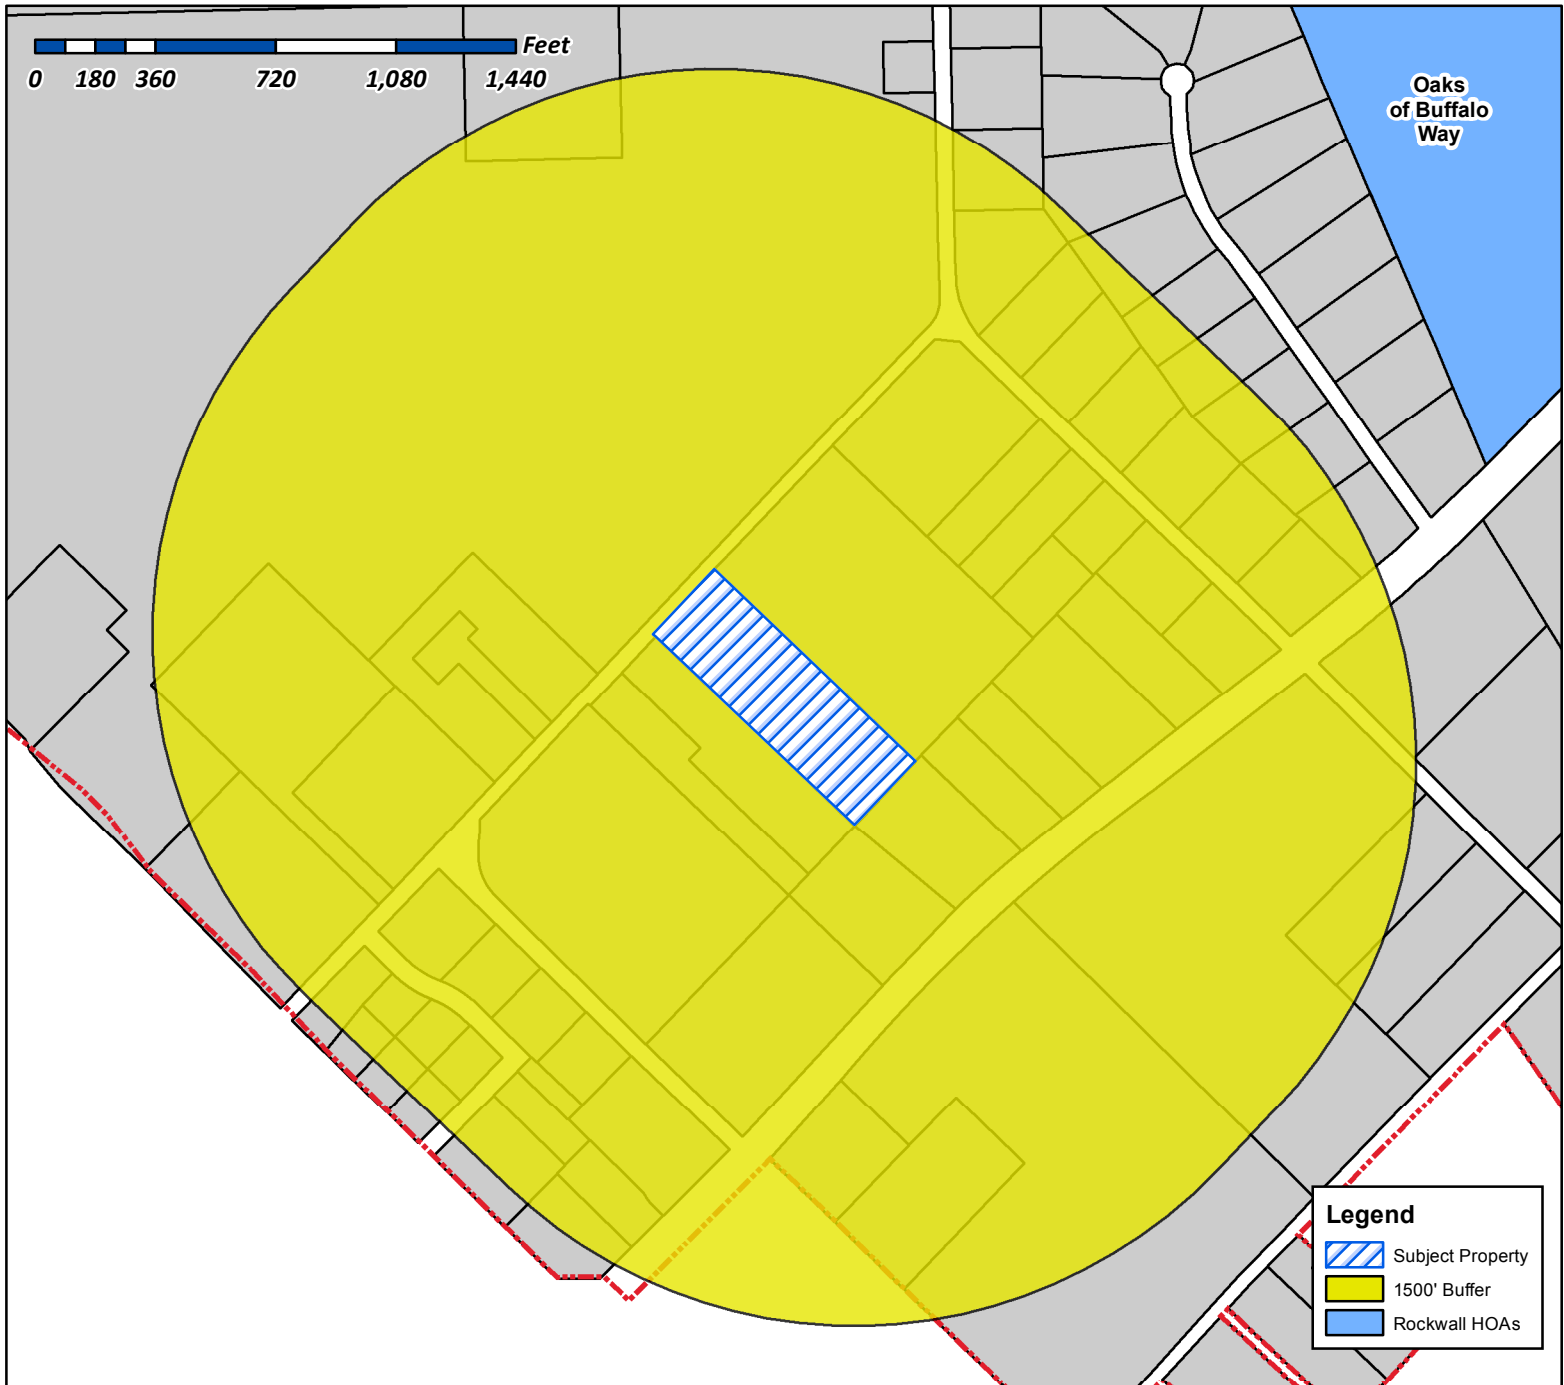 Feet
0 180 360 720 1,080 1,440
Oaks
of Buffalo
Way
Legend
Subject Property
1500' Buffer
Rockwall HOAs